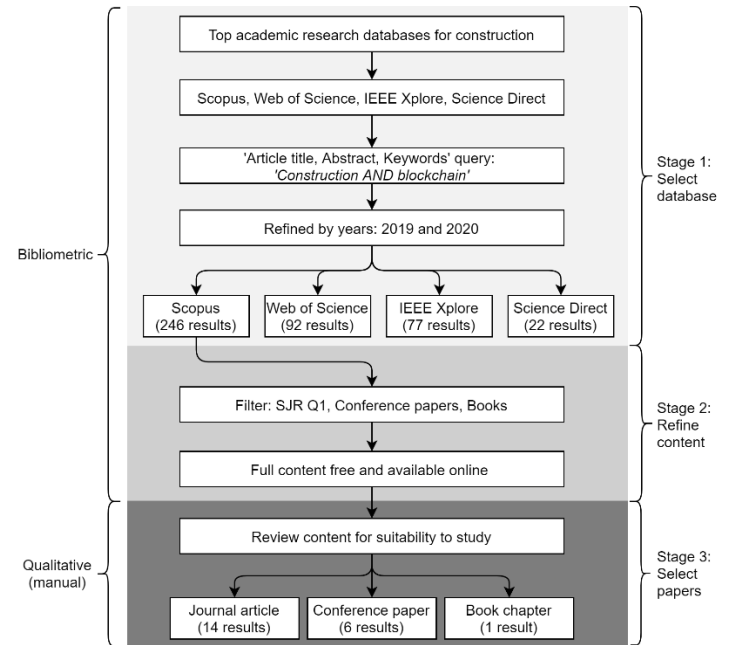 Top academic research databases for construction
Scopus, Web of Science, IEEE Xplore, Science Direct
'Article title, Abstract, Keywords' query:
'Construction AND blockchain'
Refined by years: 2019 and 2020
Scopus
(246 results)
Web of Science
(92 results)
IEEE Xplore
(77 results)
Science Direct
(22 results)
Stage 1:
Select
database
Bibliometric
Filter: SJR Q1, Conference papers, Books
Full content free and available online
Stage 2:
Refine
content
Review content for suitability to study
Qualitative
(manual)
Journal article
(14 results)
Conference paper
(6 results)
Book chapter
(1 result)
Stage 3:
Select
papers